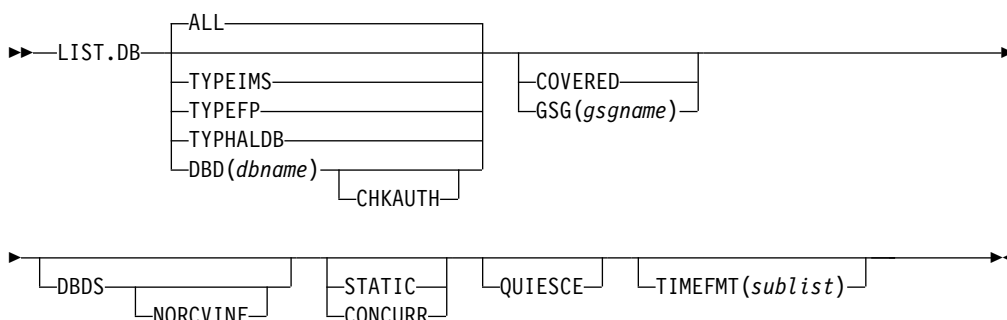 ALL
LIST.DB
TYPEIMS
TYPEFP
TYPHALDB
DBD(dbname)
CHKAUTH
COVERED
GSG(gsgname)
DBDS
NORCVINF
STATIC
CONCURR
QUIESCE
TIMEFMT(sublist)